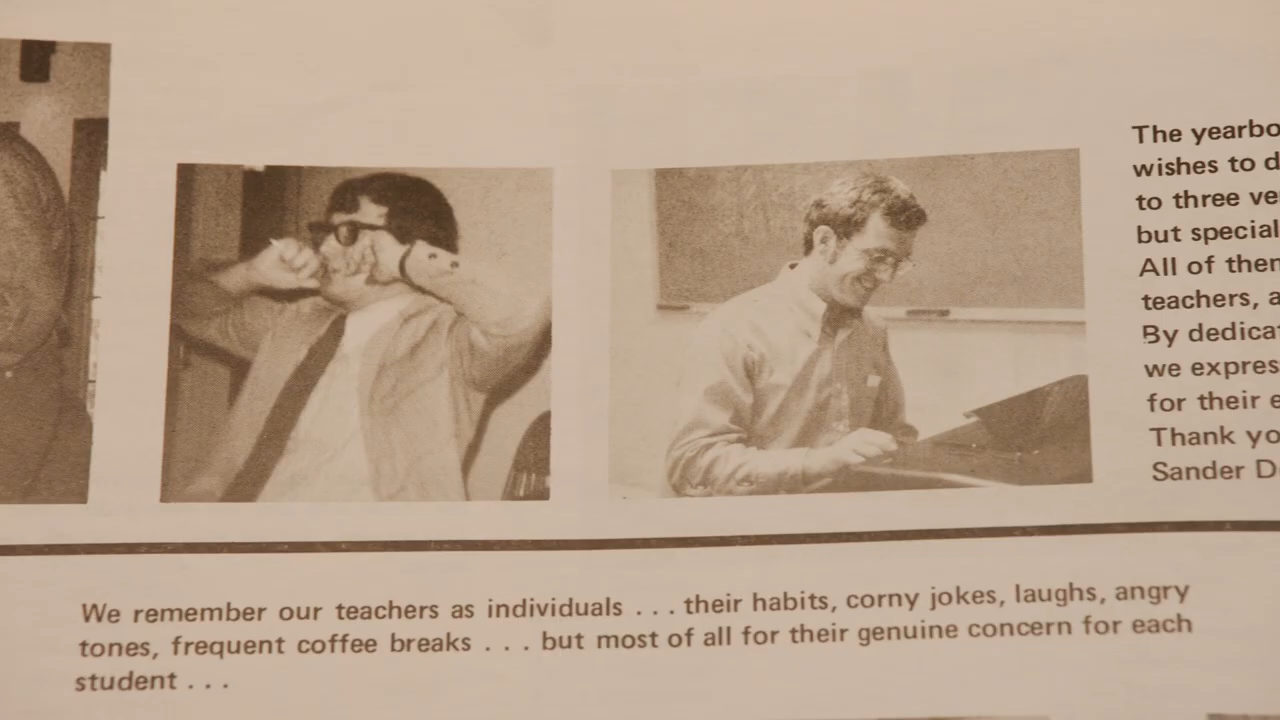 The yearbo
wishes to d
to three ve
but special
All of ther
teachers, a
By dedicat
we expres
for their e
Thank yo
Sander D
We remember our teachers as individuals . . . their habits, corny jokes, laughs, angry
tones, frequent coffee breaks . . . but most of all for their genuine concern for each
student . . .